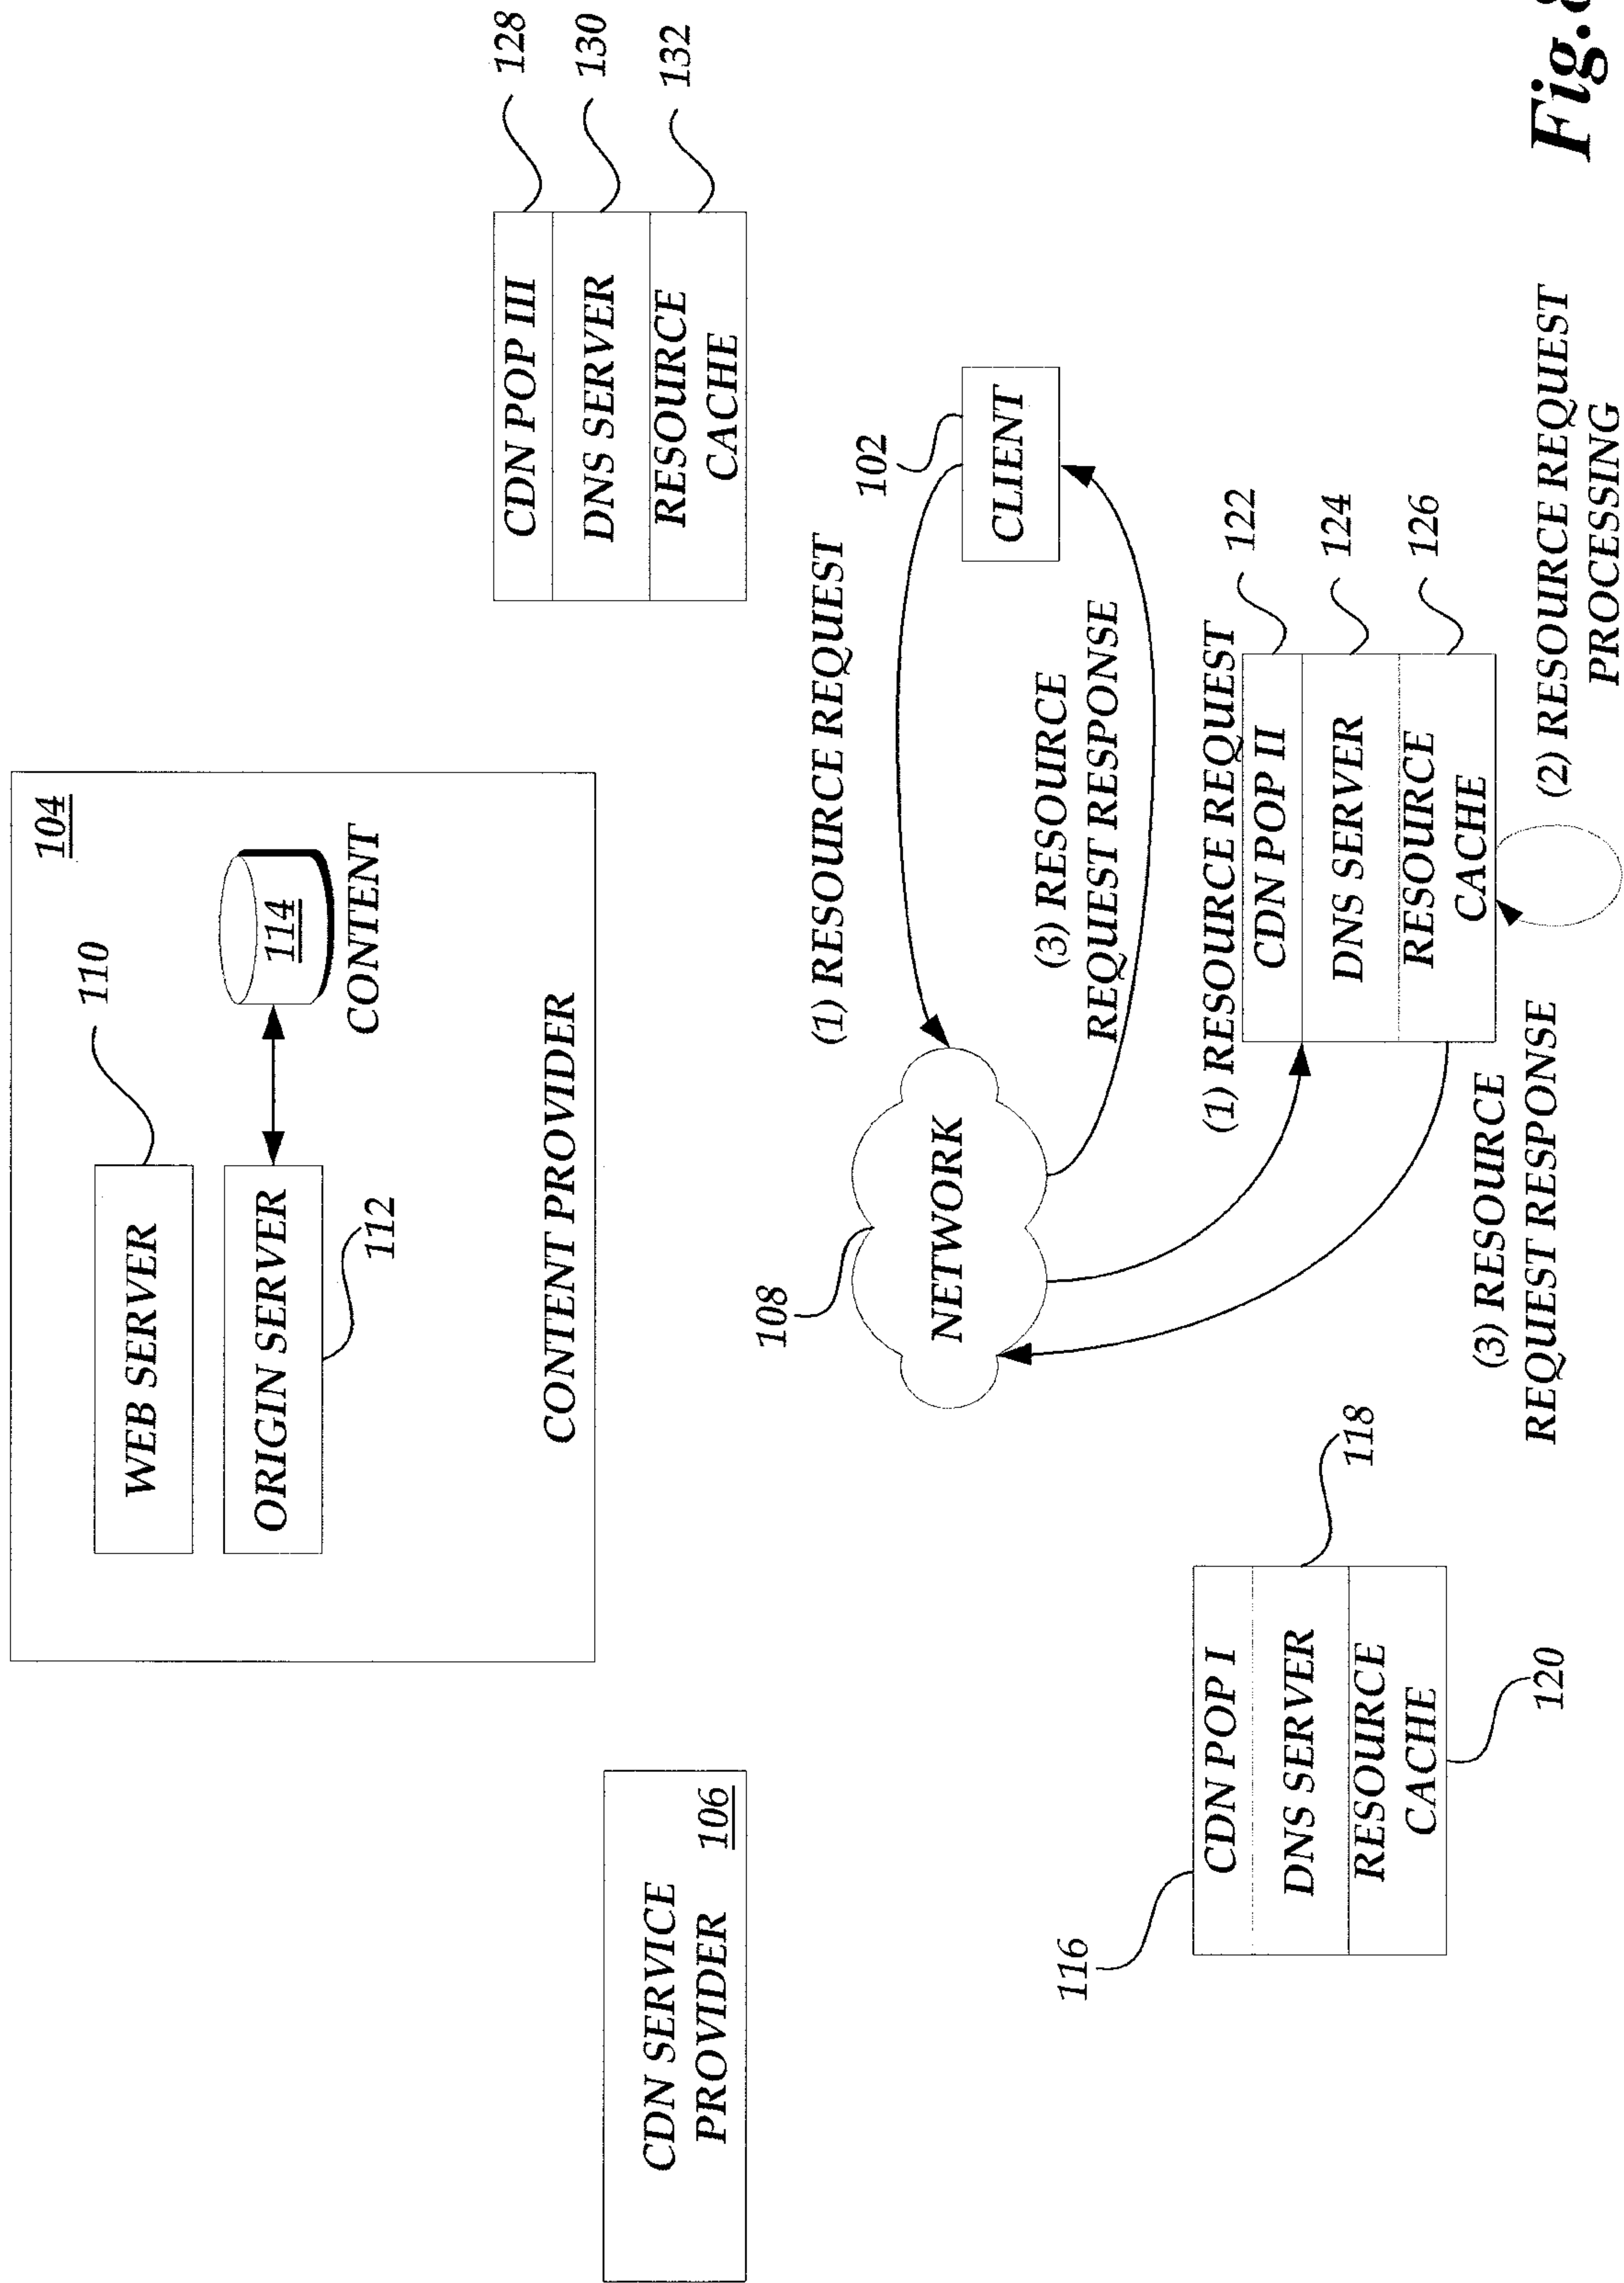 104
WEB SERVER
110
ORIGIN SERVER
112
114
CONTENT
CONTENT PROVIDER
CDN SERVICE
PROVIDER
106
CDN POP III
128
DNS SERVER
130
RESOURCE
CACHE
132
(1) RESOURCE REQUEST
102
CLIENT
108
NETWORK
(3) RESOURCE
REQUEST RESPONSE
(1) RESOURCE REQUEST
CDN POP II
122
DNS SERVER
124
RESOURCE
CACHE
126
116
CDN POP I
DNS SERVER
118
RESOURCE
CACHE
120
(3) RESOURCE
REQUEST RESPONSE
(2) RESOURCE REQUEST
PROCESSING
Fig.